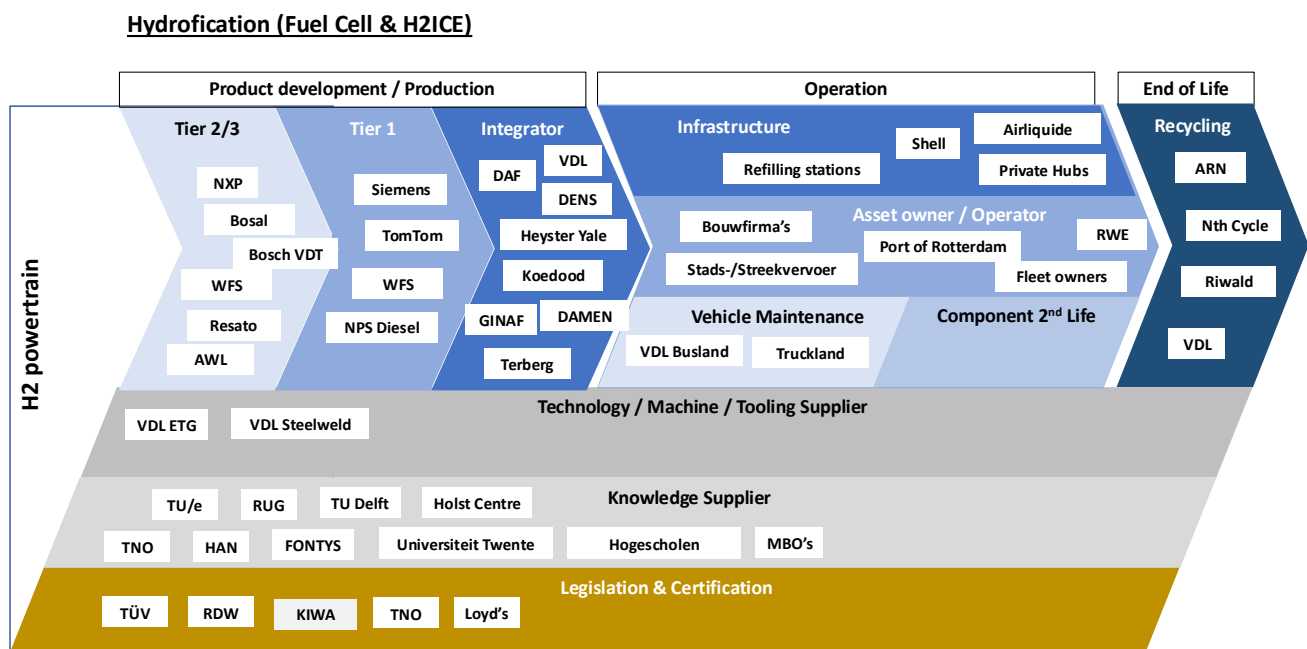 Hydrofication (Fuel Cell & H2ICE)
Product development / Production
Operation
End of Life
H2 powertrain
Tier 2/3
NXP
Bosal
Bosch VDT
WFS
Resato
AWL
Tier 1
Siemens
TomTom
WFS
NPS Diesel
Integrator
VDL
DAF
DENS
Heyster Yale
Koedood
GINAF
DAMEN
Terberg
Infrastructure
Refilling stations
Shell
Airliquide
Private Hubs
Asset owner / Operator
Bouwfirma's
Stads-/Streekvervoer
Port of Rotterdam
RWE
Fleet owners
Vehicle Maintenance
VDL Busland
Truckland
Component 2nd Life
Recycling
ARN
Nth Cycle
Riwald
VDL
Technology / Machine / Tooling Supplier
VDL ETG
VDL Steelweld
Knowledge Supplier
TU/e
RUG
TU Delft
Holst Centre
TNO
HAN
FONTYS
Universiteit Twente
Hogescholen
MBO's
Legislation & Certification
TÜV
RDW
KIWA
TNO
Loyd's